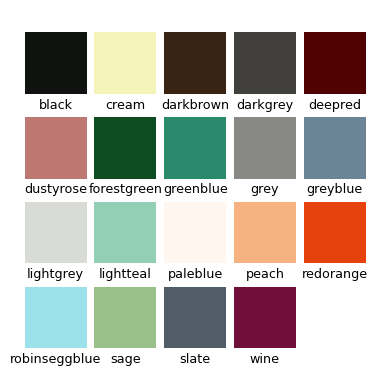 black cream darkbrown darkgrey deepred
dustyrose forestgreen greenblue grey greyblue
lightgrey lightteal paleblue peach redorange
robinseggblue sage slate wine